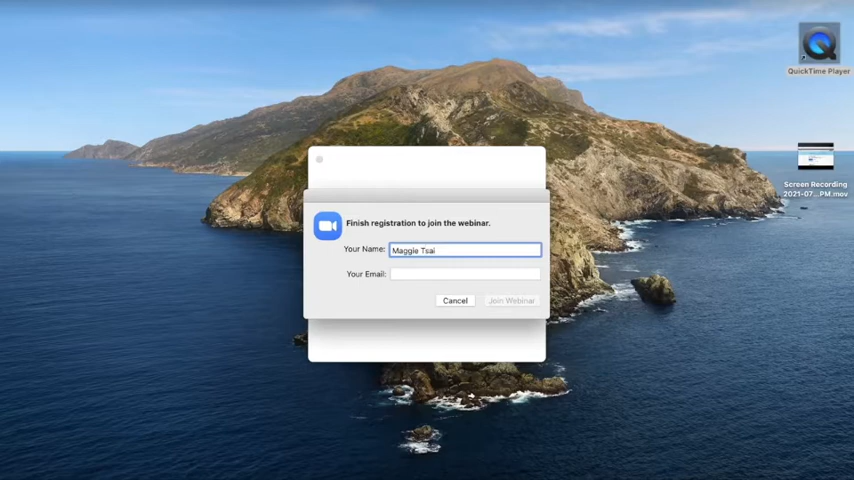 QuickTime Player
Screen Recording
2021-07...PM.mov
Finish registration to join the webinar.
Your Name: Maggie Tsai
Your Email:
Cancel Join Webinar